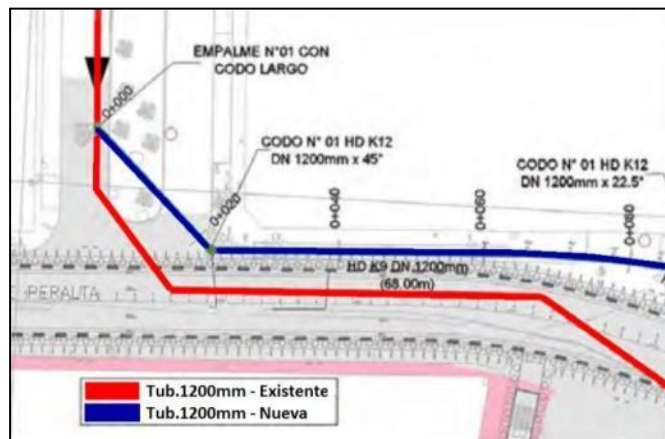 EMPALME N°01 CON
CODO LARGO
0+000
CODO N° 01 HD K12
DN 1200mm x 45°
CODO N° 01 HD K12
DN 1200mm x 22.5°
0+020
0+040
0+060
0+080
HD K9 DN 1200mm
(68.00m)
E PERALTA
Tub.1200mm - Existente
Tub.1200mm - Nueva